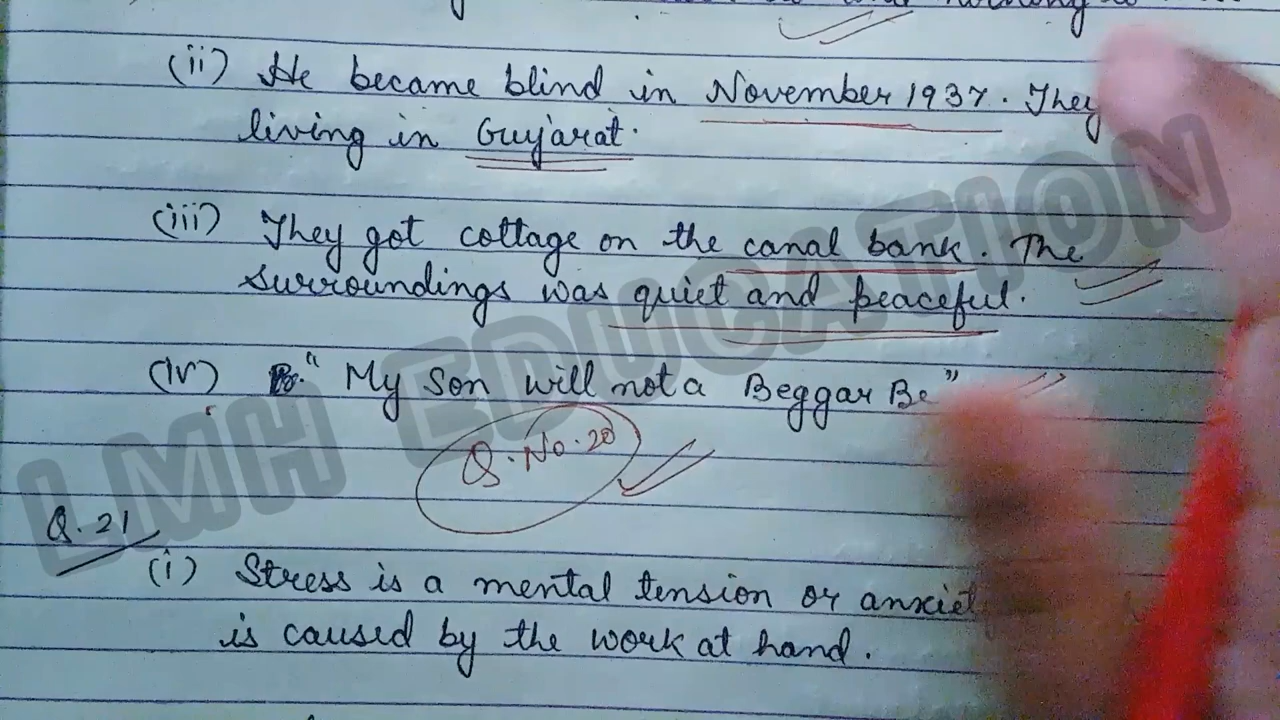 (ii) He became blind in November 1937. They
living in Gujarat.
(iii) They got cottage on the canal bank. The
surroundings was quiet and peaceful.
(iv) "My Son will not a Beggar Be"
Q.No.20
Q.21
(i) Stress is a mental tension or
is caused by the work at hand.
LMH EDUCATION